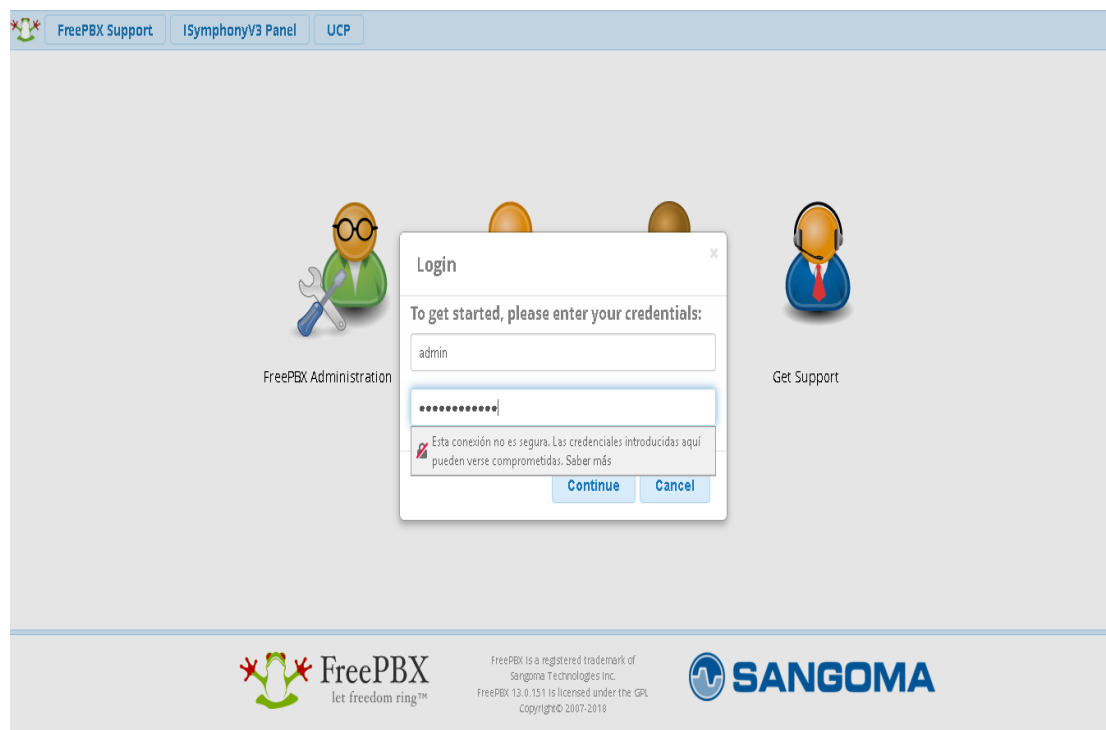 FreePBX Support ISymphonyV3 Panel UCP
Login ×
To get started, please enter your credentials:
admin
••••••••••••
Esta conexión no es segura. Las credenciales introducidas aquí
pueden verse comprometidas. Saber más
Continue Cancel
FreePBX Administration
Get Support
FreePBX
let freedom ring™
FreePBX is a registered trademark of
Sangoma Technologies Inc.
FreePBX 13.0.151 is licensed under the GPL
Copyright© 2007-2018
SANGOMA